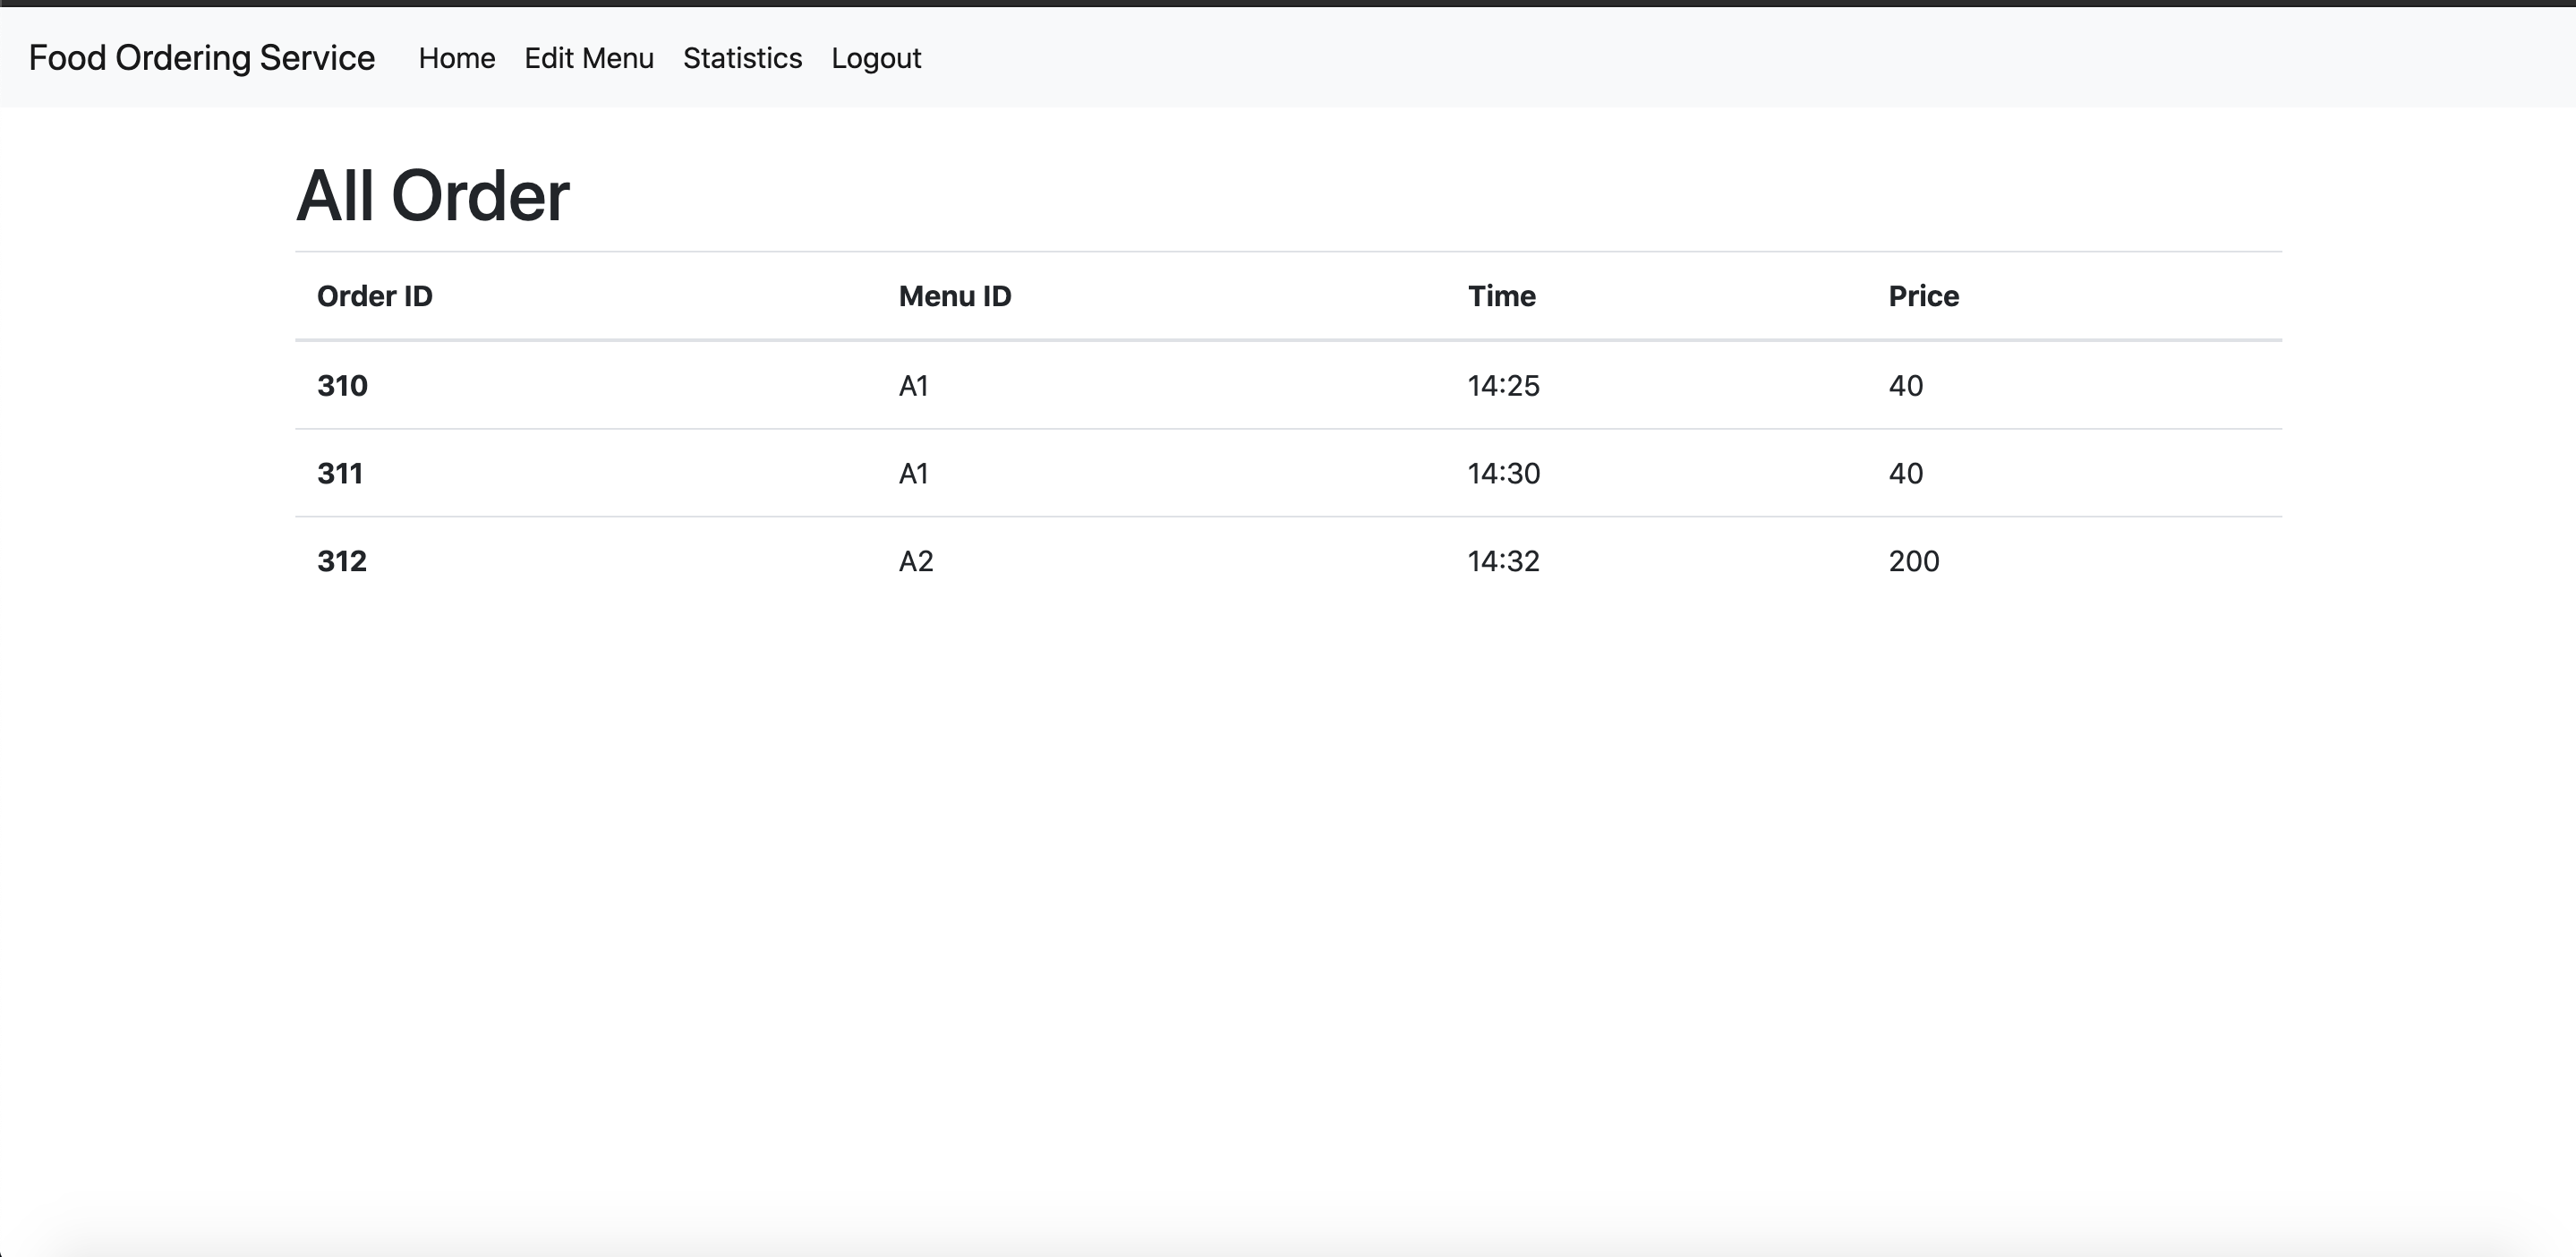 Food Ordering Service Home Edit Menu Statistics Logout
All Order
Order ID Menu ID Time Price
310 A1 14:25 40
311 A1 14:30 40
312 A2 14:32 200